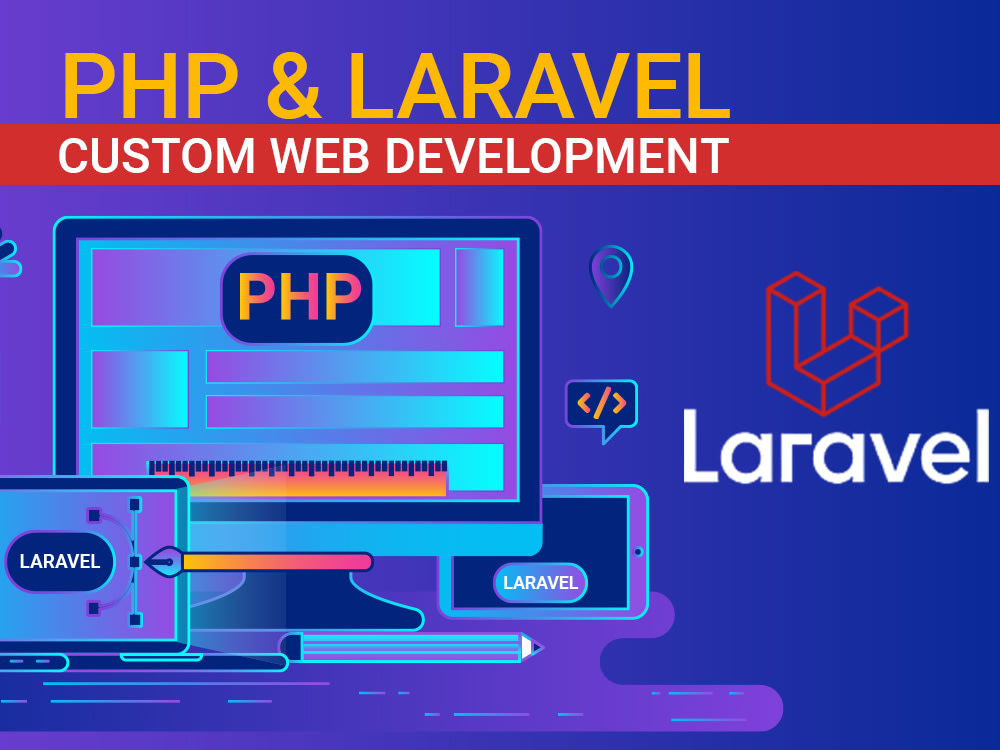 PHP & LARAVEL
CUSTOM WEB DEVELOPMENT
PHP
</>
Laravel
LARAVEL
LARAVEL